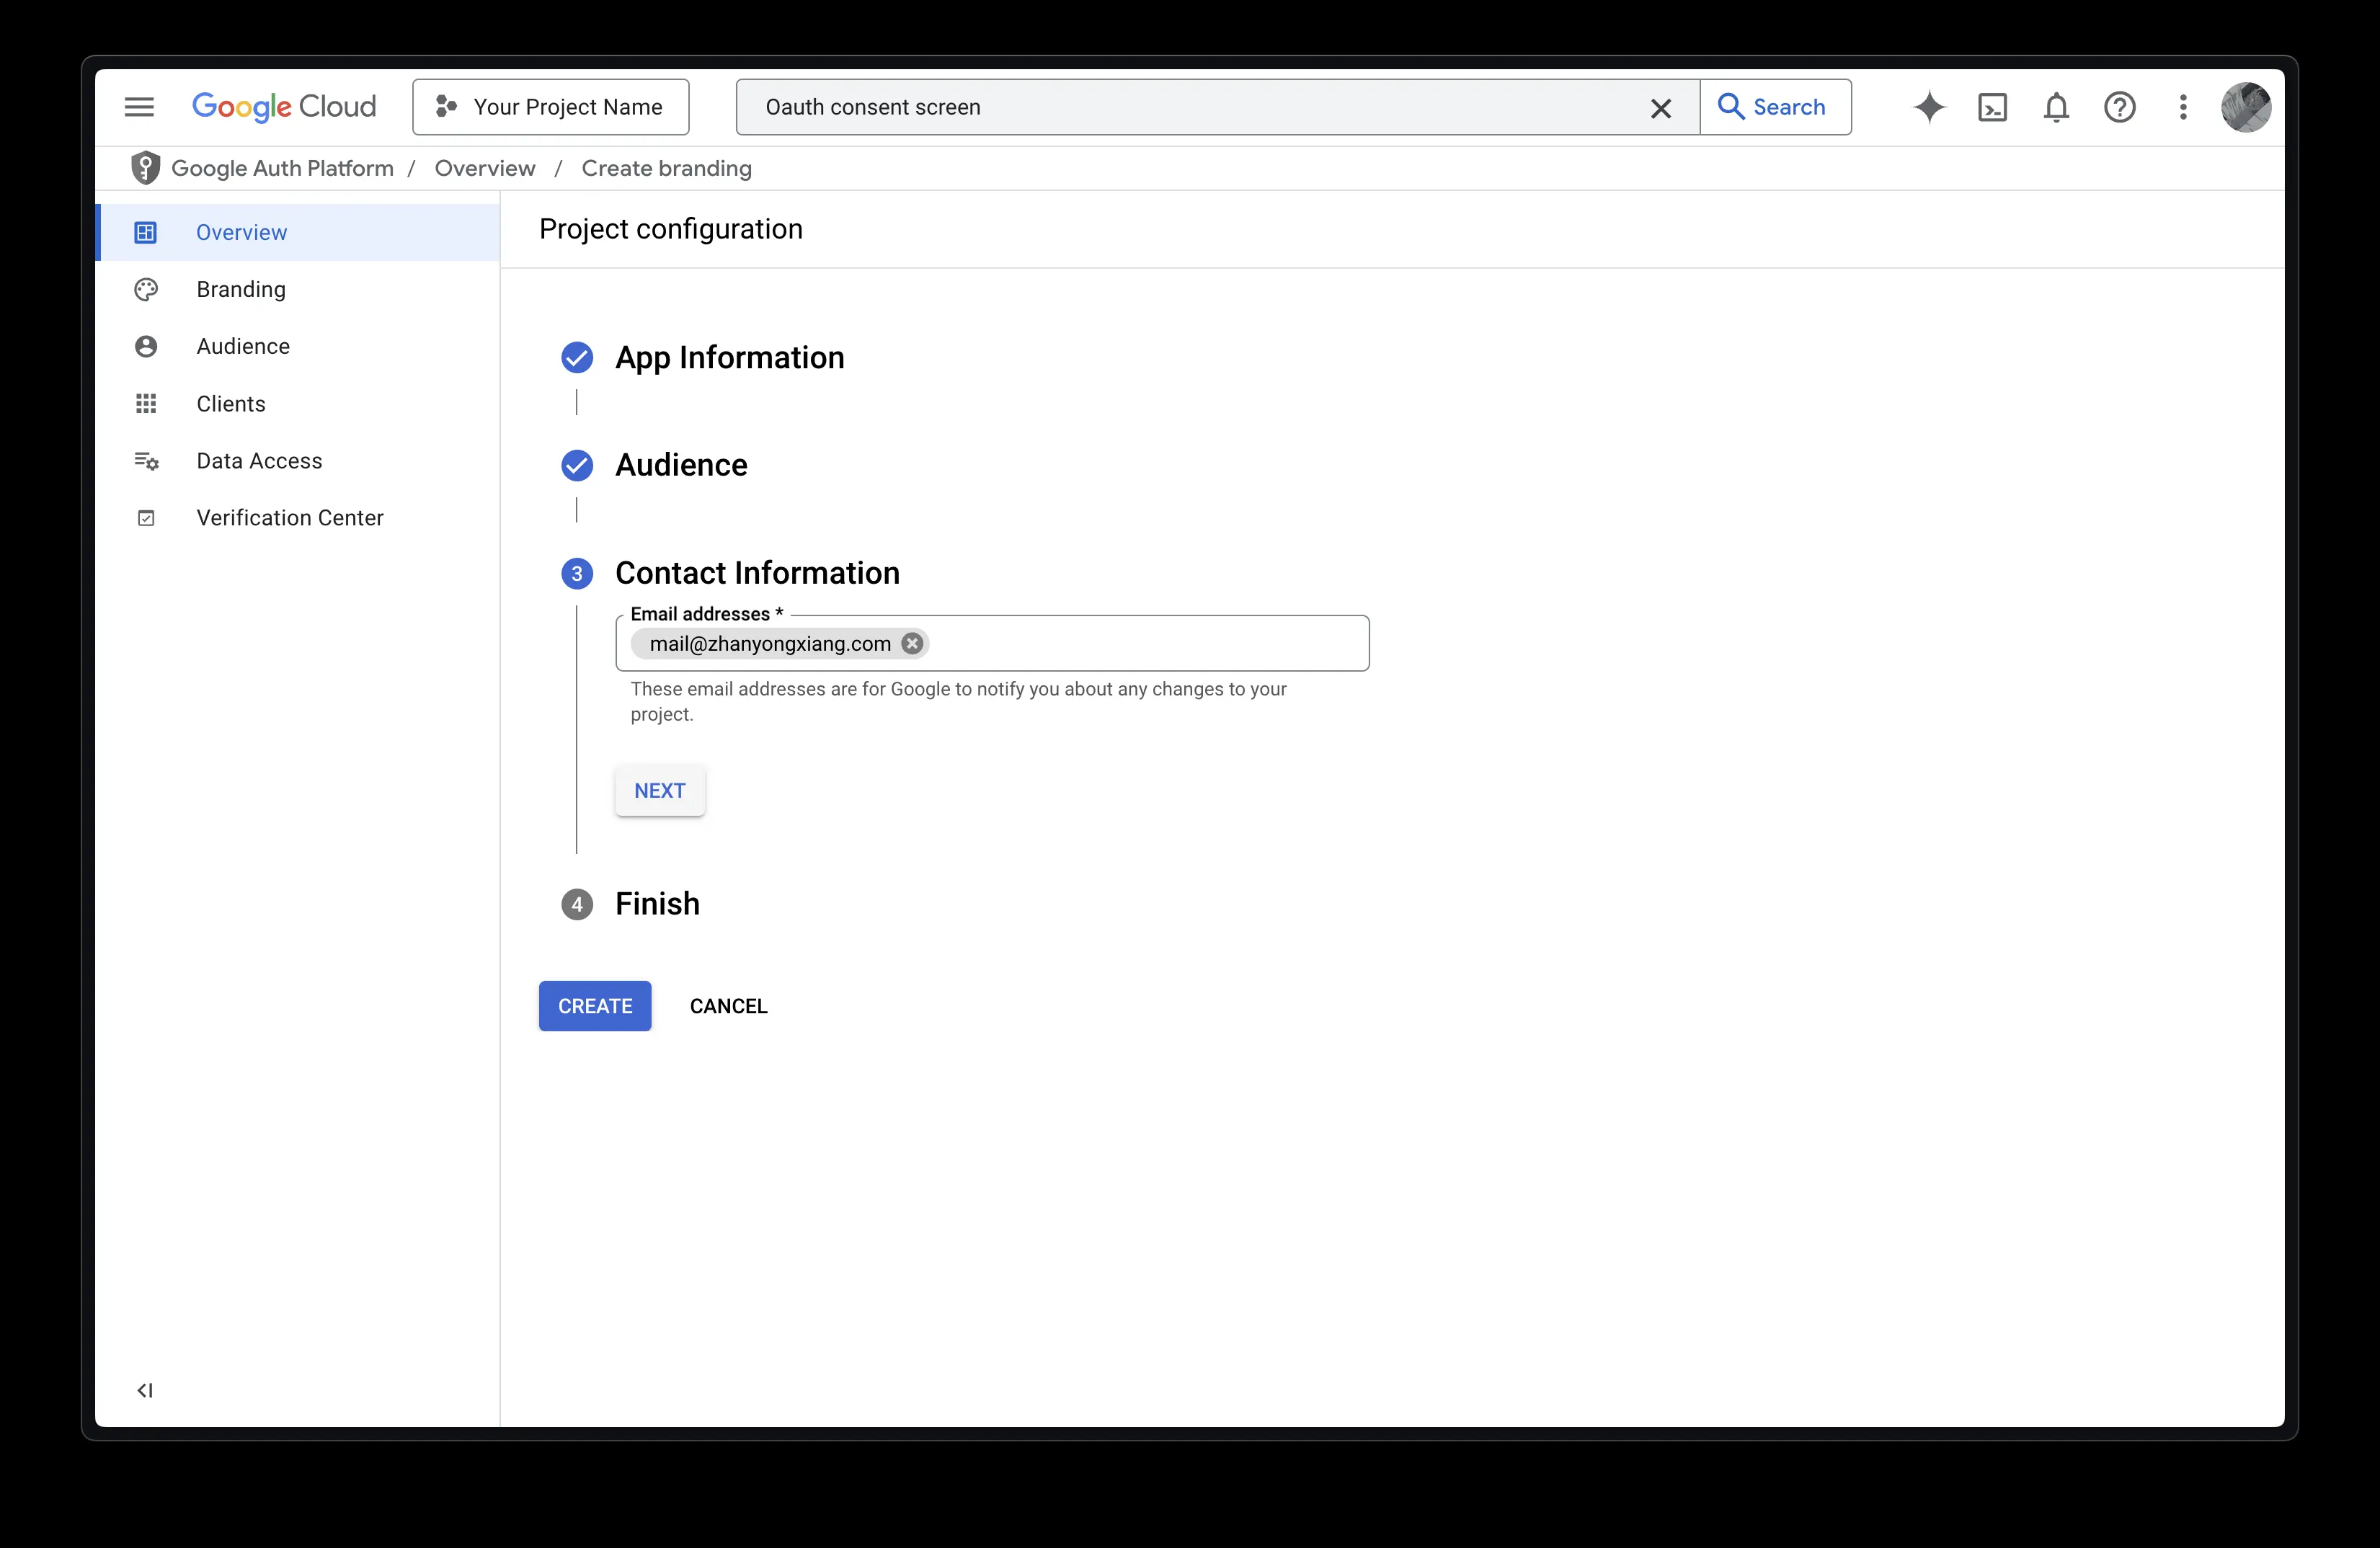 Google Cloud
Your Project Name
Oauth consent screen
Search
Google Auth Platform / Overview / Create branding
Overview
Branding
Audience
Clients
Data Access
Verification Center
Project configuration
App Information
Audience
3 Contact Information
Email addresses *
mail@zhanyongxiang.com
These email addresses are for Google to notify you about any changes to your
project.
NEXT
4 Finish
CREATE CANCEL